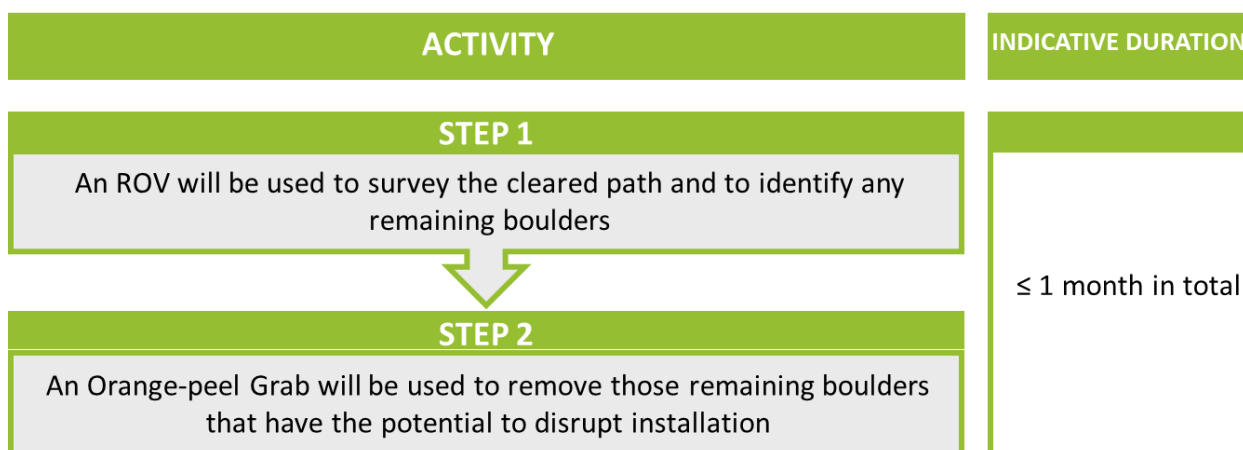 ACTIVITY
INDICATIVE DURATION
STEP 1
An ROV will be used to survey the cleared path and to identify any
remaining boulders
≤ 1 month in total
STEP 2
An Orange-peel Grab will be used to remove those remaining boulders
that have the potential to disrupt installation